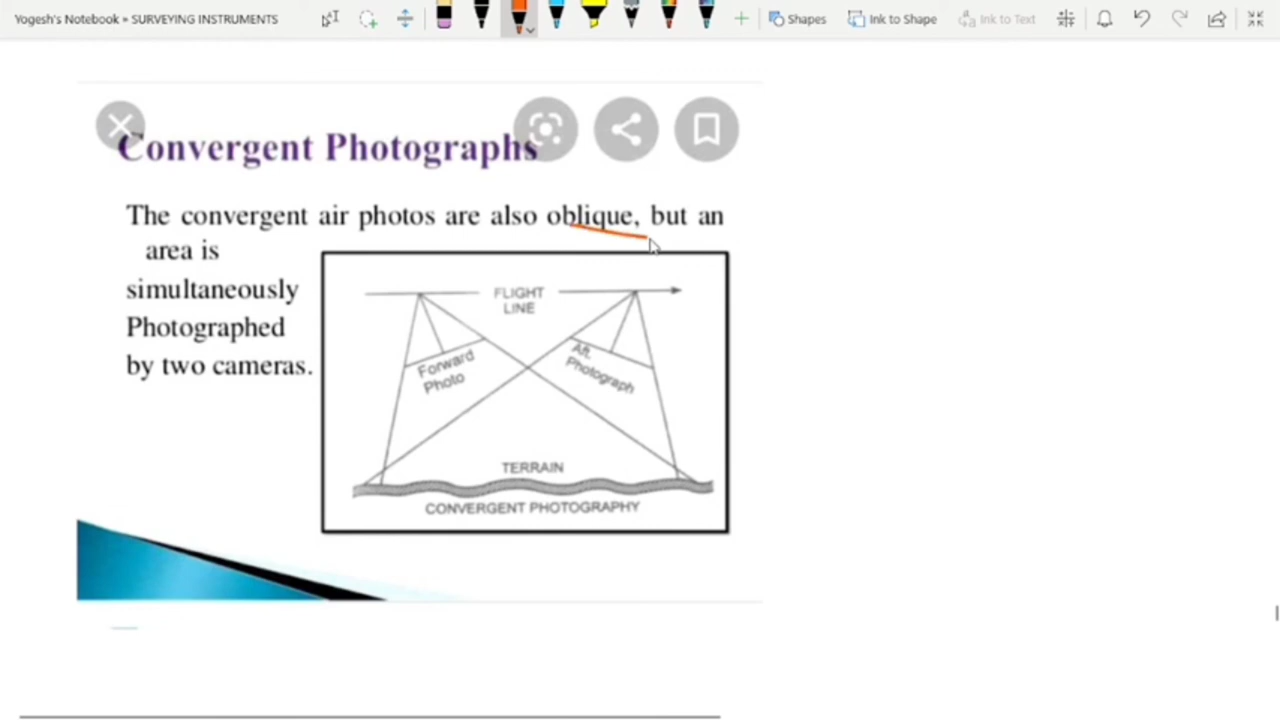 Yogesh's Notebook » SURVEYING INSTRUMENTS
Shapes
Ink to Shape
Ink to Text
Convergent Photographs
The convergent air photos are also oblique, but an
area is
simultaneously
Photographed
by two cameras.
FLIGHT
LINE
Forward
Photo
Aft.
Photograph
TERRAIN
CONVERGENT PHOTOGRAPHY